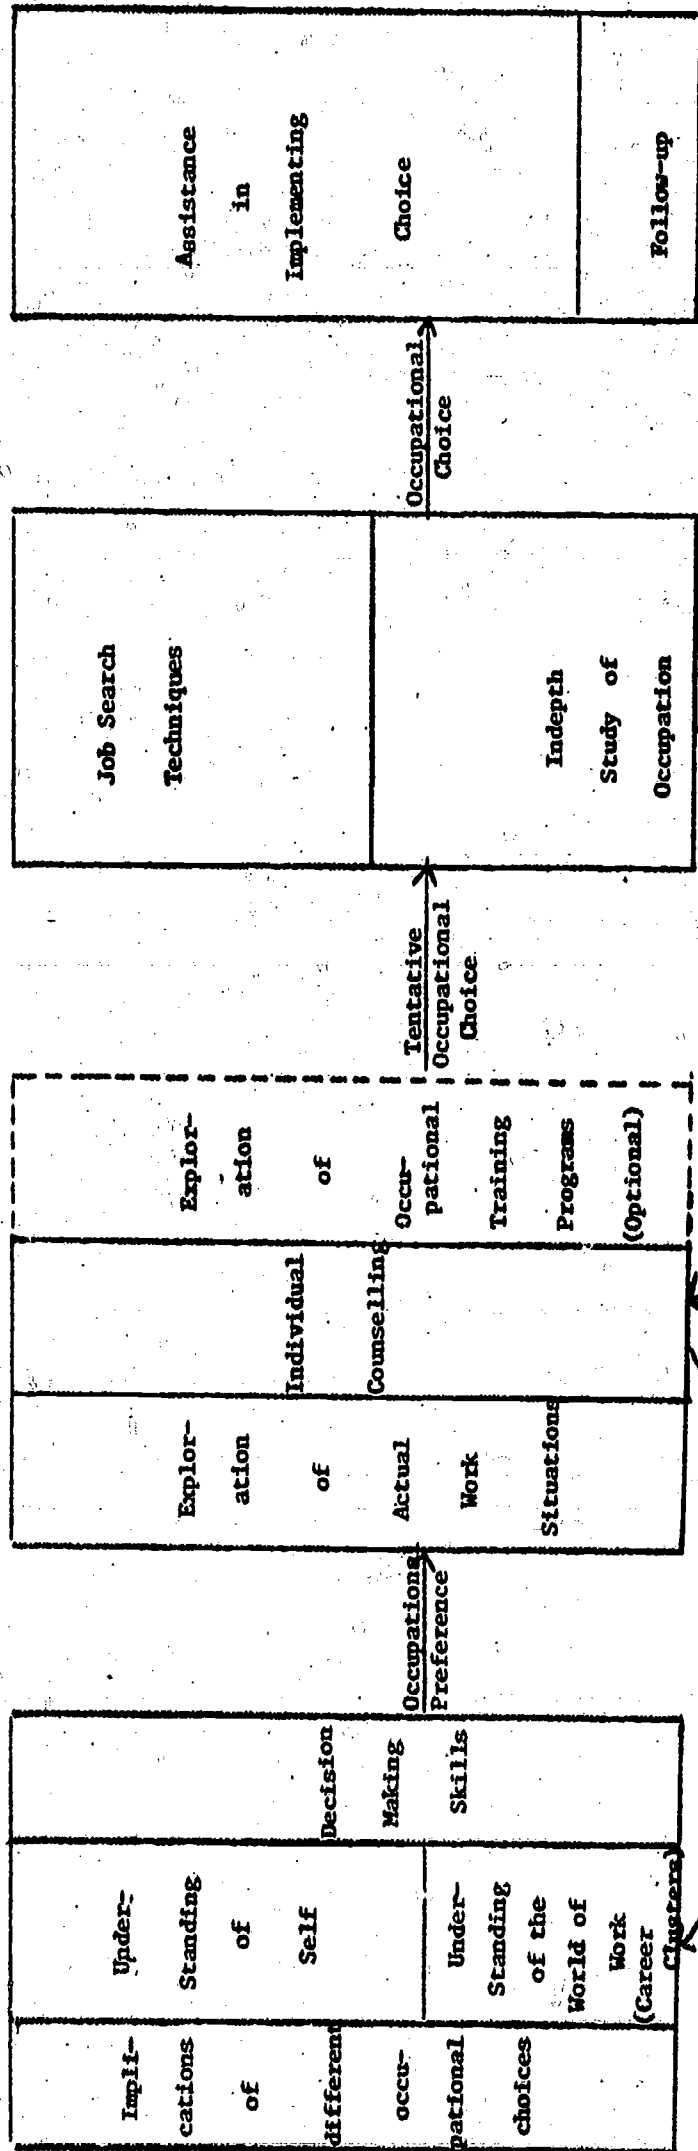 Impli-
cations
of
different
occu-
pational
choices
Under-
Standing
of
Self
Under-
Standing
of the
World of
Work
(Career
Clusters)
Decision
Making
Skills
Occupation
Preference
Explor-
ation
of
Actual
Work
Situations
Individual
Counselling
Explor-
ation
of
Occu-
pational
Training
Programs
(Optional)
Tentative
Occupational
Choice
Job Search
Techniques
Indepth
Study of
Occupation
Occupational
Choice
Assistance
in
Implementing
Choice
Follow-up